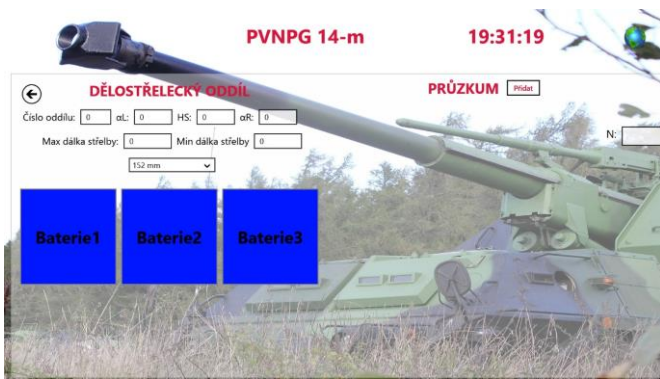 PVNPG 14-m 19:31:19
DĚLOSTŘELECKÝ ODDÍL PRŮZKUM Přidat
Číslo oddílu: 0 αL: 0 HS: 0 αR: 0
N:
Max dálka střelby: 0 Min dálka střelby 0
152 mm
Baterie1 Baterie2 Baterie3